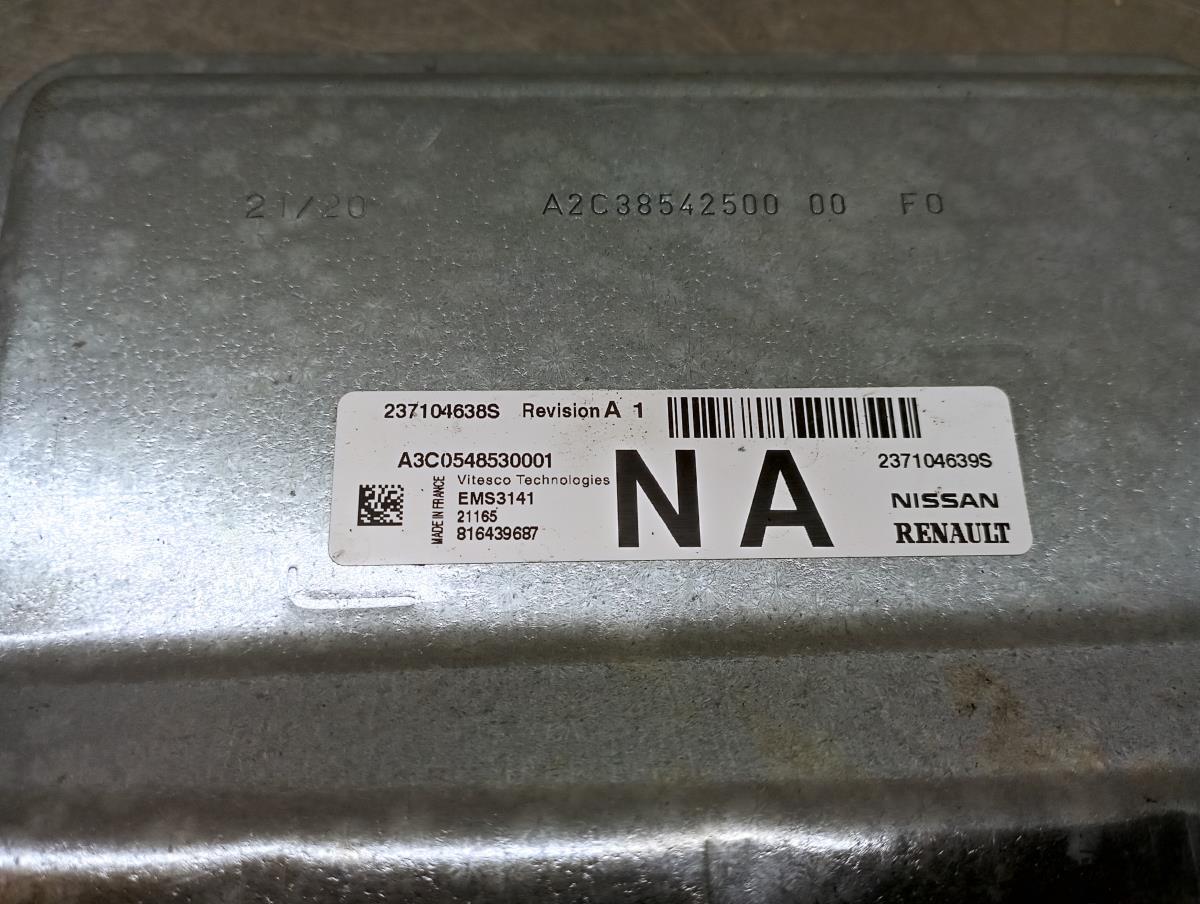 21/20 A2C38542500 00 F0
237104638S Revision A 1
A3C0548530001
237104639S
MADE IN FRANCE
Vitesco Technologies
EMS3141
21165
816439687
N A
NISSAN
RENAULT